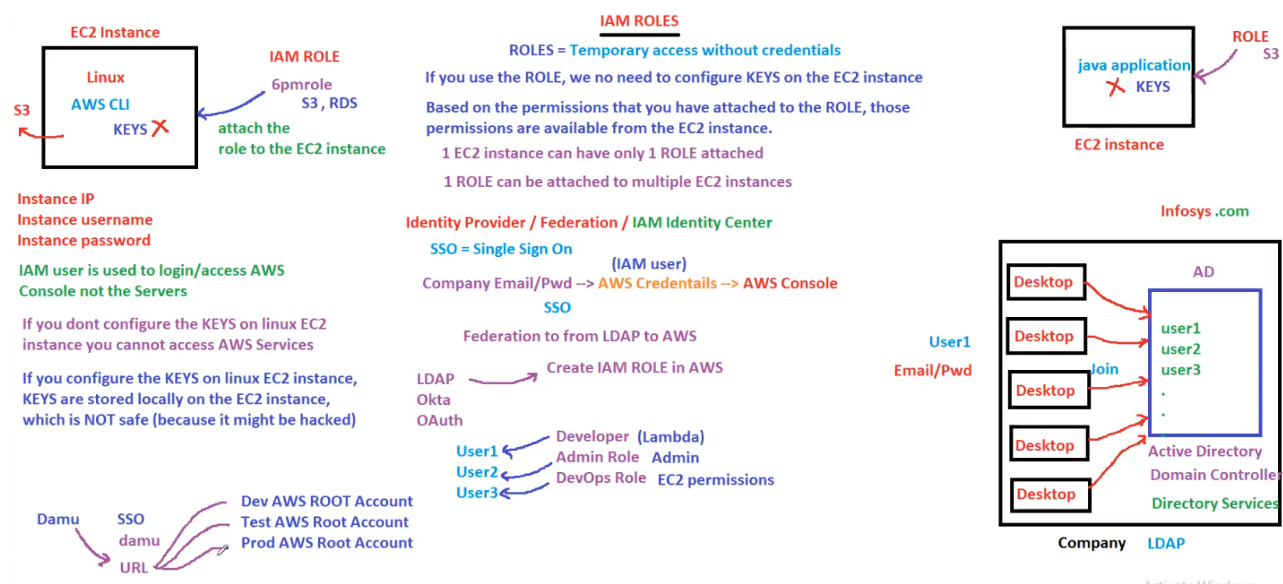 IAM ROLES
EC2 Instance
Linux
AWS CLI
KEYS
S3
IAM ROLE
6pmrole
S3 , RDS
attach the
role to the EC2 instance
ROLES = Temporary access without credentials
If you use the ROLE, we no need to configure KEYS on the EC2 instance
Based on the permissions that you have attached to the ROLE, those
permissions are available from the EC2 instance.
1 EC2 instance can have only 1 ROLE attached
1 ROLE can be attached to multiple EC2 instances
ROLE
S3
java application
KEYS
EC2 instance
Instance IP
Instance username
Instance password
IAM user is used to login/access AWS
Console not the Servers
If you dont configure the KEYS on linux EC2
instance you cannot access AWS Services
If you configure the KEYS on linux EC2 instance,
KEYS are stored locally on the EC2 instance,
which is NOT safe (because it might be hacked)
Identity Provider / Federation / IAM Identity Center
SSO = Single Sign On
(IAM user)
Company Email/Pwd --> AWS Credentails --> AWS Console
SSO
Federation to from LDAP to AWS
LDAP
Okta
OAuth
Create IAM ROLE in AWS
User1
User2
User3
Developer (Lambda)
Admin Role Admin
DevOps Role EC2 permissions
Damu
SSO
damu
URL
Dev AWS ROOT Account
Test AWS Root Account
Prod AWS Root Account
Infosys .com
User1
Email/Pwd
Desktop
Desktop
Desktop
Desktop
Desktop
Join
AD
user1
user2
user3
.
.
Active Directory
Domain Controller
Directory Services
Company LDAP